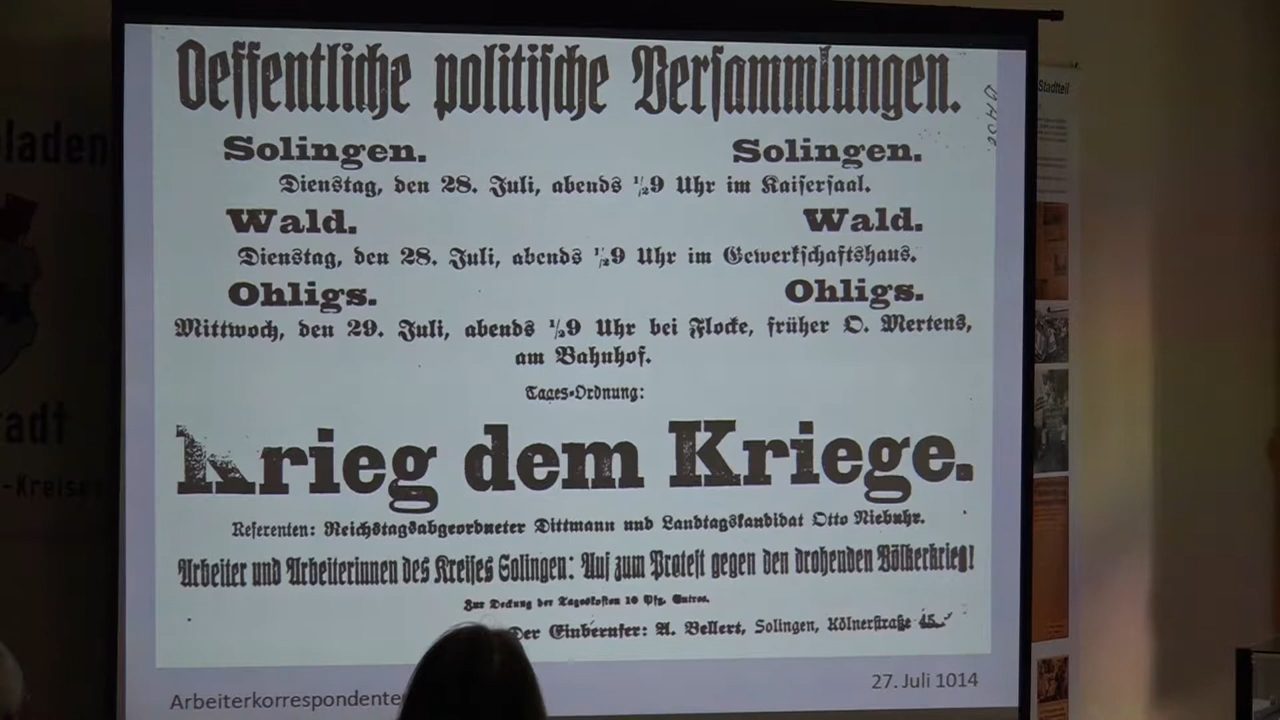 Oeffentliche politische Versammlungen.
Solingen. Solingen.
Dienstag, den 28. Juli, abends ½9 Uhr im Kaisersaal.
Wald. Wald.
Dienstag, den 28. Juli, abends ½9 Uhr im Gewerkschaftshaus.
Ohligs. Ohligs.
Mittwoch, den 29. Juli, abends ½9 Uhr bei Flocke, früher O. Mertens,
am Bahnhof.
Tages-Ordnung:
Krieg dem Kriege.
Referenten: Reichstagsabgeordneter Dittmann und Landtagskandidat Otto Niebuhr.
Arbeiter und Arbeiterinnen des Kreises Solingen: Auf zum Protest gegen den drohenden Völkerkrieg!
Zur Deckung der Tageskosten 10 Pfg. Entree.
Der Einberufer: A. Bellert, Solingen, Kölnerstraße 45.
Arbeiterkorrespondente
27. Juli 1014
Stadtteil
laden
adt
-Kreises